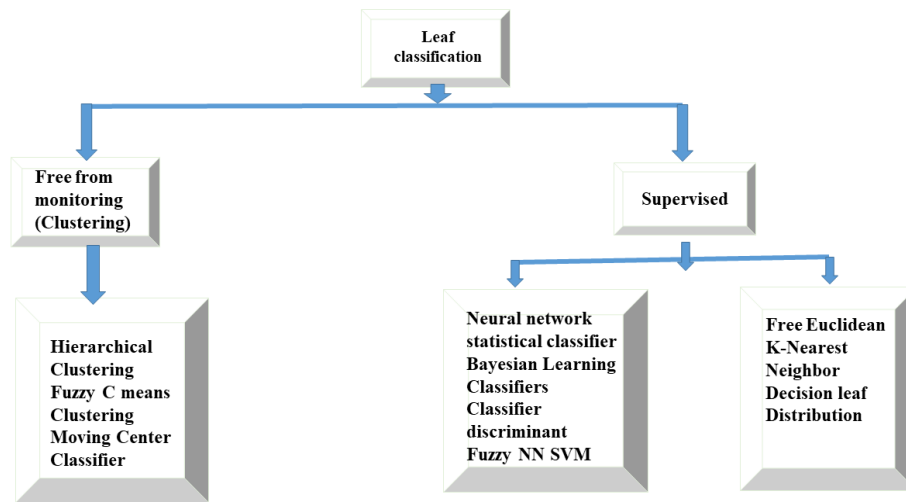 Leaf
classification
Free from
monitoring
(Clustering)
Supervised
Hierarchical
Clustering
Fuzzy C means
Clustering
Moving Center
Classifier
Neural network
statistical classifier
Bayesian Learning
Classifiers
Classifier
discriminant
Fuzzy NN SVM
Free Euclidean
K-Nearest
Neighbor
Decision leaf
Distribution